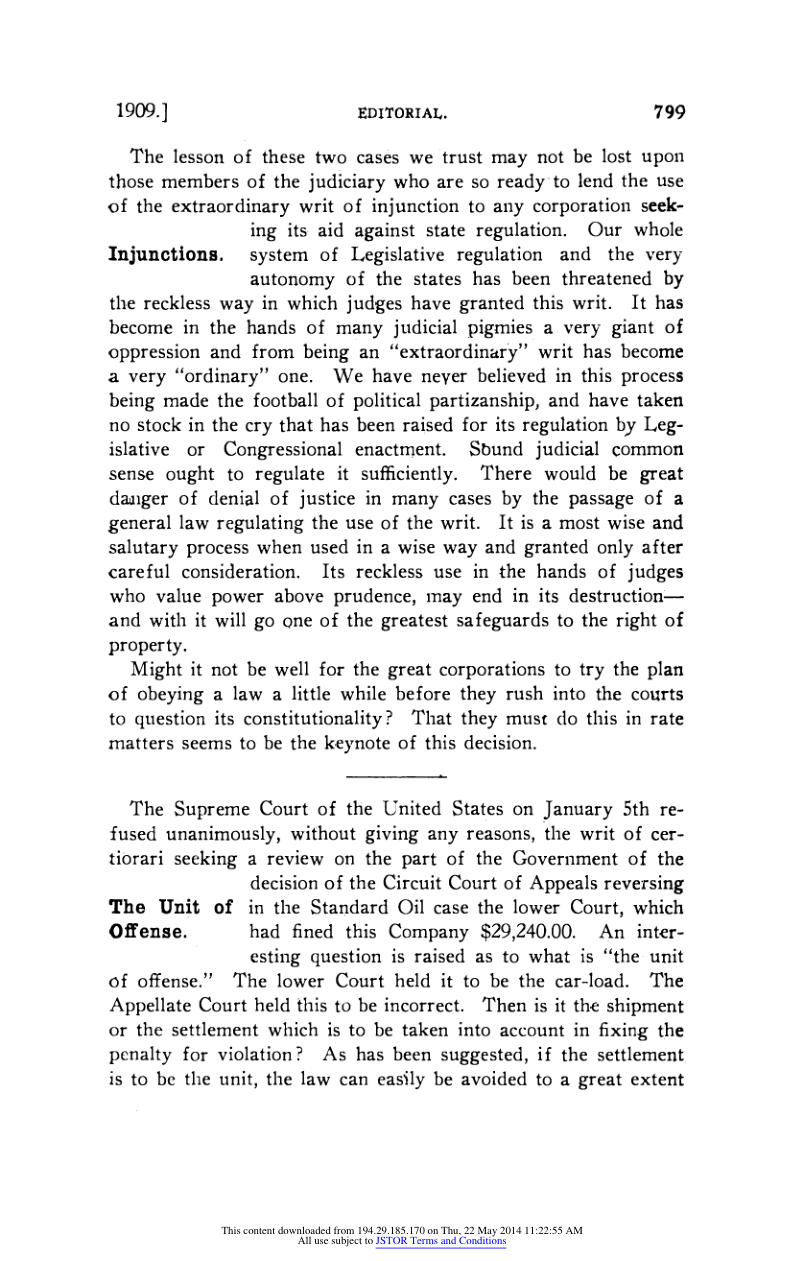 1909.] EDITORIAL. 799
The lesson of these two cases we trust may not be lost upon
those members of the judiciary who are so ready to lend the use
of the extraordinary writ of injunction to any corporation seek-
ing its aid against state regulation. Our whole
Injunctions. system of Legislative regulation and the very
autonomy of the states has been threatened by
the reckless way in which judges have granted this writ. It has
become in the hands of many judicial pigmies a very giant of
oppression and from being an "extraordinary" writ has become
a very "ordinary" one. We have never believed in this process
being made the football of political partizanship, and have taken
no stock in the cry that has been raised for its regulation by Leg-
islative or Congressional enactment. Sound judicial common
sense ought to regulate it sufficiently. There would be great
danger of denial of justice in many cases by the passage of a
general law regulating the use of the writ. It is a most wise and
salutary process when used in a wise way and granted only after
careful consideration. Its reckless use in the hands of judges
who value power above prudence, may end in its destruction—
and with it will go one of the greatest safeguards to the right of
property.
Might it not be well for the great corporations to try the plan
of obeying a law a little while before they rush into the courts
to question its constitutionality? That they must do this in rate
matters seems to be the keynote of this decision.
The Supreme Court of the United States on January 5th re-
fused unanimously, without giving any reasons, the writ of cer-
tiorari seeking a review on the part of the Government of the
decision of the Circuit Court of Appeals reversing
The Unit of in the Standard Oil case the lower Court, which
Offense. had fined this Company $29,240.00. An inter-
esting question is raised as to what is "the unit
of offense." The lower Court held it to be the car-load. The
Appellate Court held this to be incorrect. Then is it the shipment
or the settlement which is to be taken into account in fixing the
penalty for violation? As has been suggested, if the settlement
is to be the unit, the law can easily be avoided to a great extent
This content downloaded from 194.29.185.170 on Thu, 22 May 2014 11:22:55 AM
All use subject to JSTOR Terms and Conditions